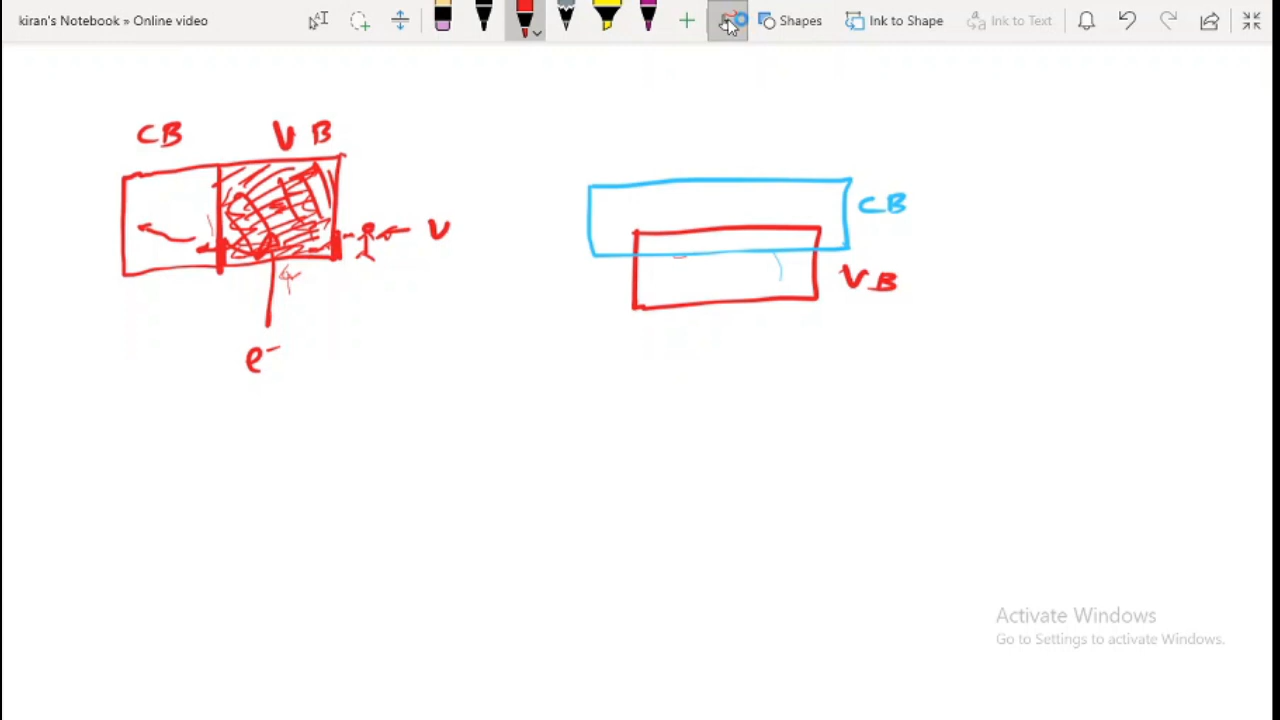 kiran's Notebook » Online video
Shapes
Ink to Shape
Ink to Text
CB
VB
V
e-
CB
VB
Activate Windows
Go to Settings to activate Windows.